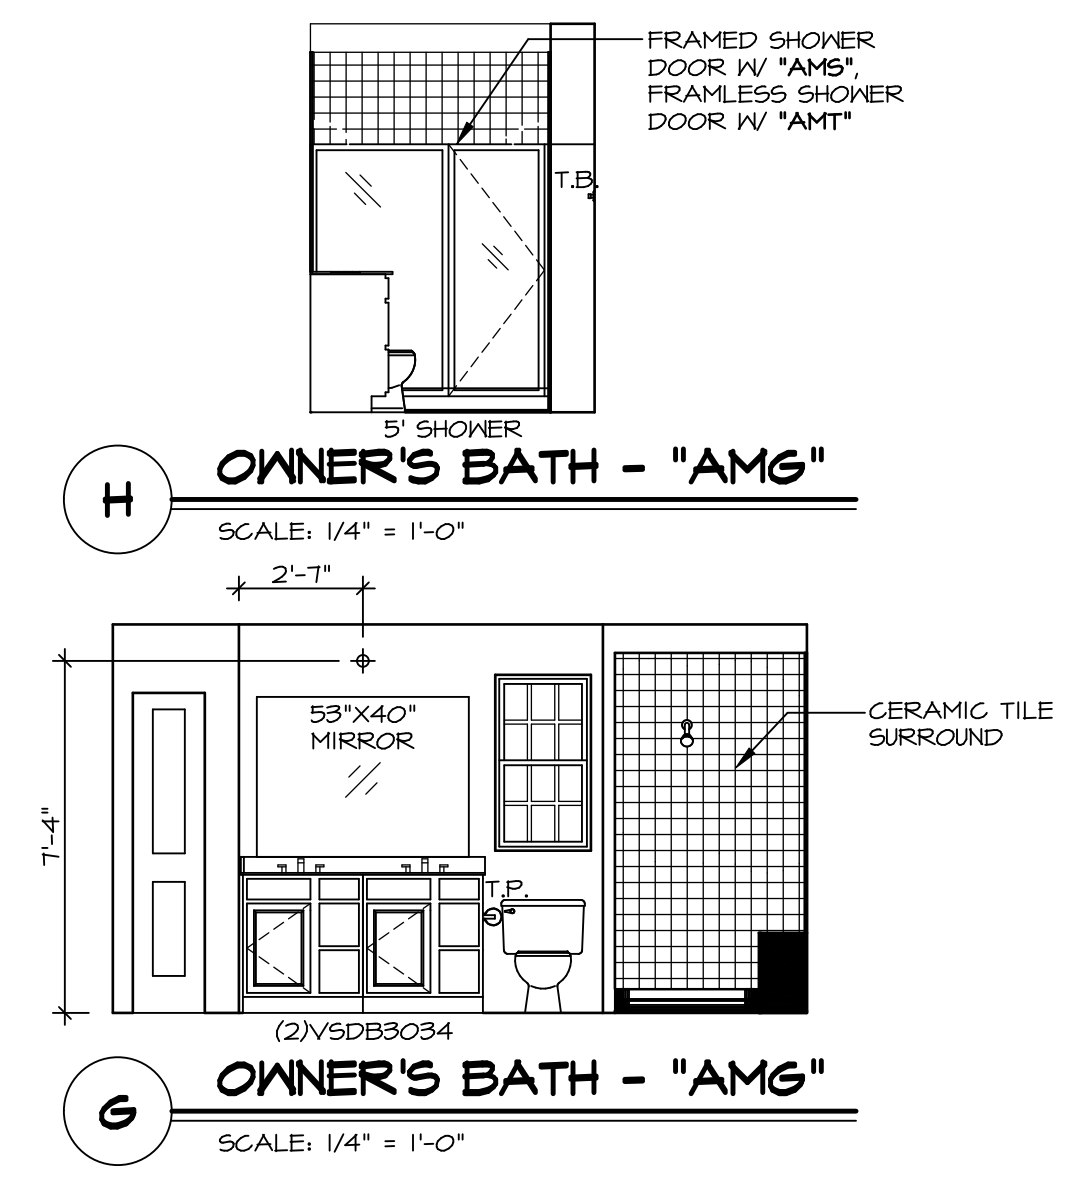 FRAMED SHOWER
DOOR W/ "AMS",
FRAMLESS SHOWER
DOOR W/ "AMT"
T.B.
5' SHOWER
H
OWNER'S BATH - "AMG"
SCALE: 1/4" = 1'-0"
2'-7"
53"X40"
MIRROR
CERAMIC TILE
SURROUND
7'-4"
T.P.
(2)VSDB3034
G
OWNER'S BATH - "AMG"
SCALE: 1/4" = 1'-0"